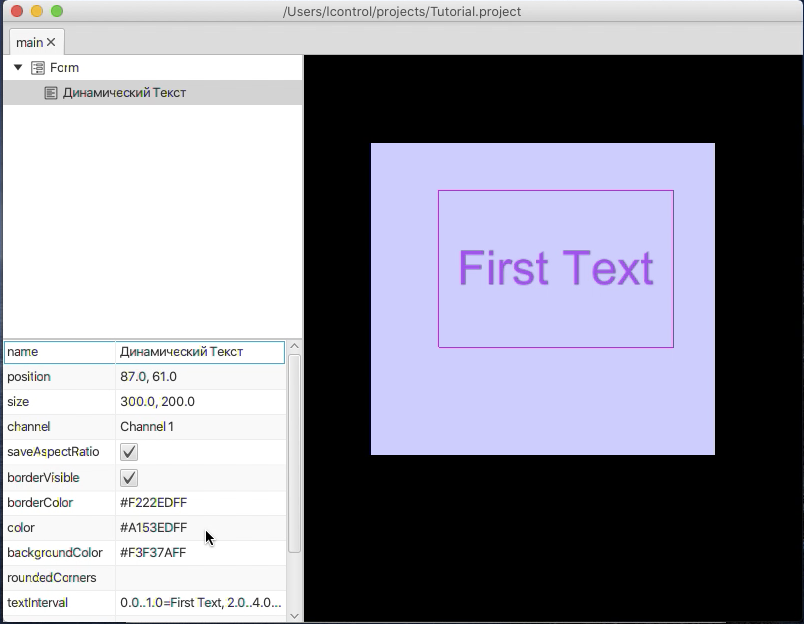 /Users/lcontrol/projects/Tutorial.project
main
Form
Динамический Текст
First Text
name Динамический Текст
position 87.0, 61.0
size 300.0, 200.0
channel Channel 1
saveAspectRatio
borderVisible
borderColor #F222EDFF
color #A153EDFF
backgroundColor #F3F37AFF
roundedCorners
textInterval 0.0..1.0=First Text, 2.0..4.0...